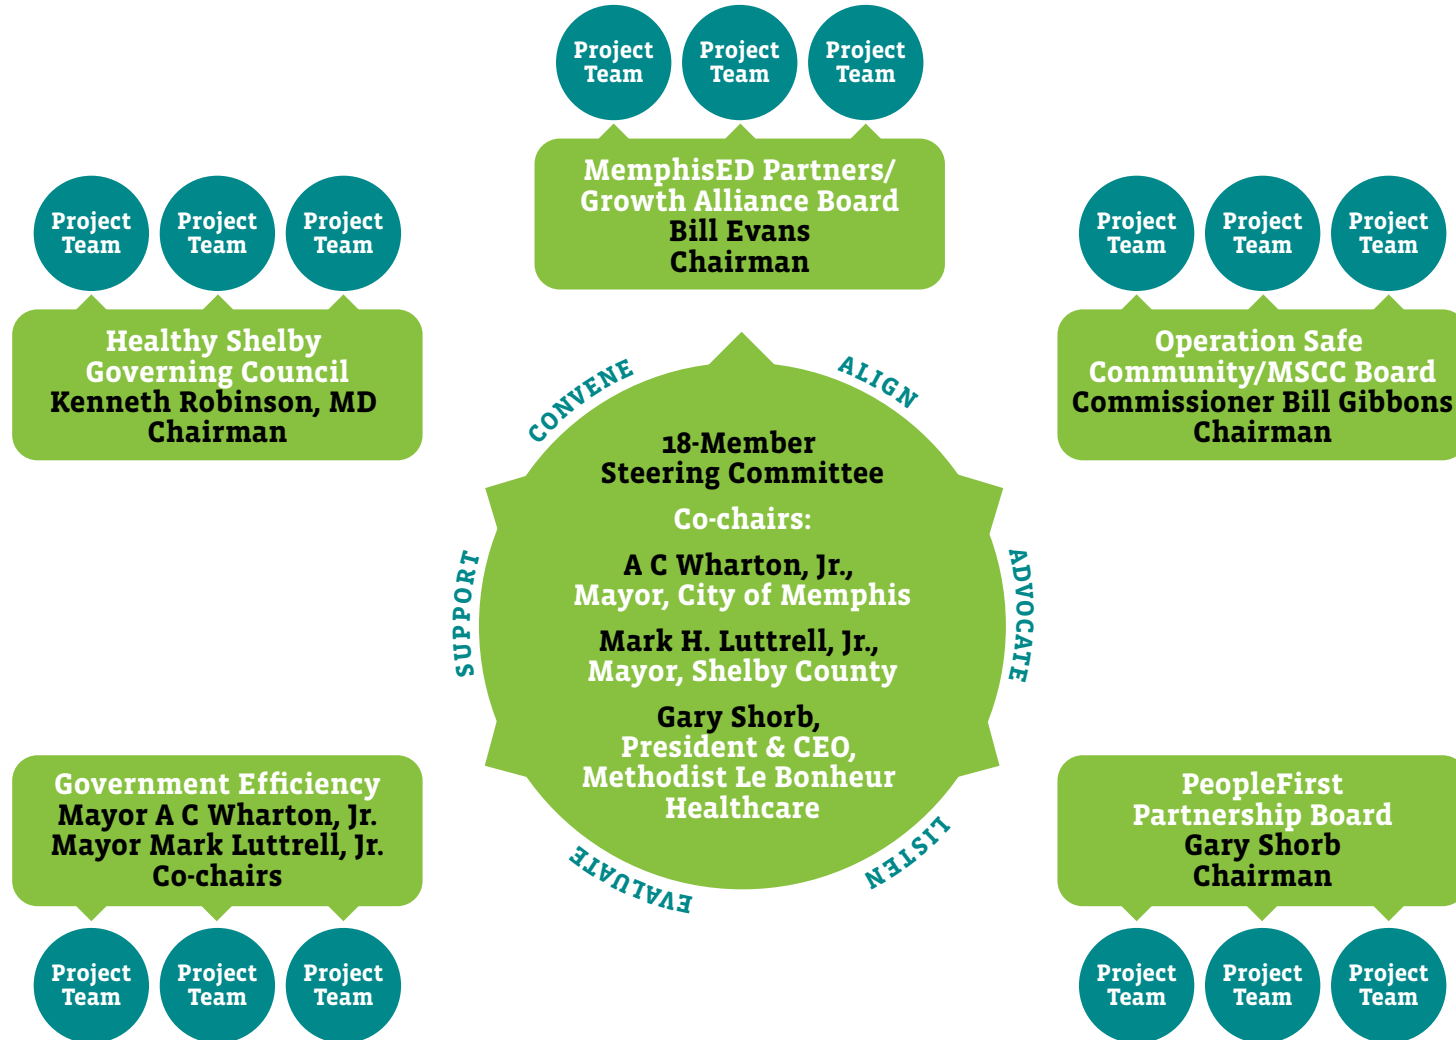 Project
Team
Project
Team
Project
Team
MemphisED Partners/
Growth Alliance Board
Bill Evans
Chairman
Project
Team
Project
Team
Project
Team
Healthy Shelby
Governing Council
Kenneth Robinson, MD
Chairman
Project
Team
Project
Team
Project
Team
Operation Safe
Community/MSCC Board
Commissioner Bill Gibbons
Chairman
CONVENE
ALIGN
ADVOCATE
LISTEN
EVALUATE
SUPPORT
18-Member
Steering Committee
Co-chairs:
A C Wharton, Jr.,
Mayor, City of Memphis
Mark H. Luttrell, Jr.,
Mayor, Shelby County
Gary Shorb,
President & CEO,
Methodist Le Bonheur
Healthcare
Government Efficiency
Mayor A C Wharton, Jr.
Mayor Mark Luttrell, Jr.
Co-chairs
Project
Team
Project
Team
Project
Team
PeopleFirst
Partnership Board
Gary Shorb
Chairman
Project
Team
Project
Team
Project
Team